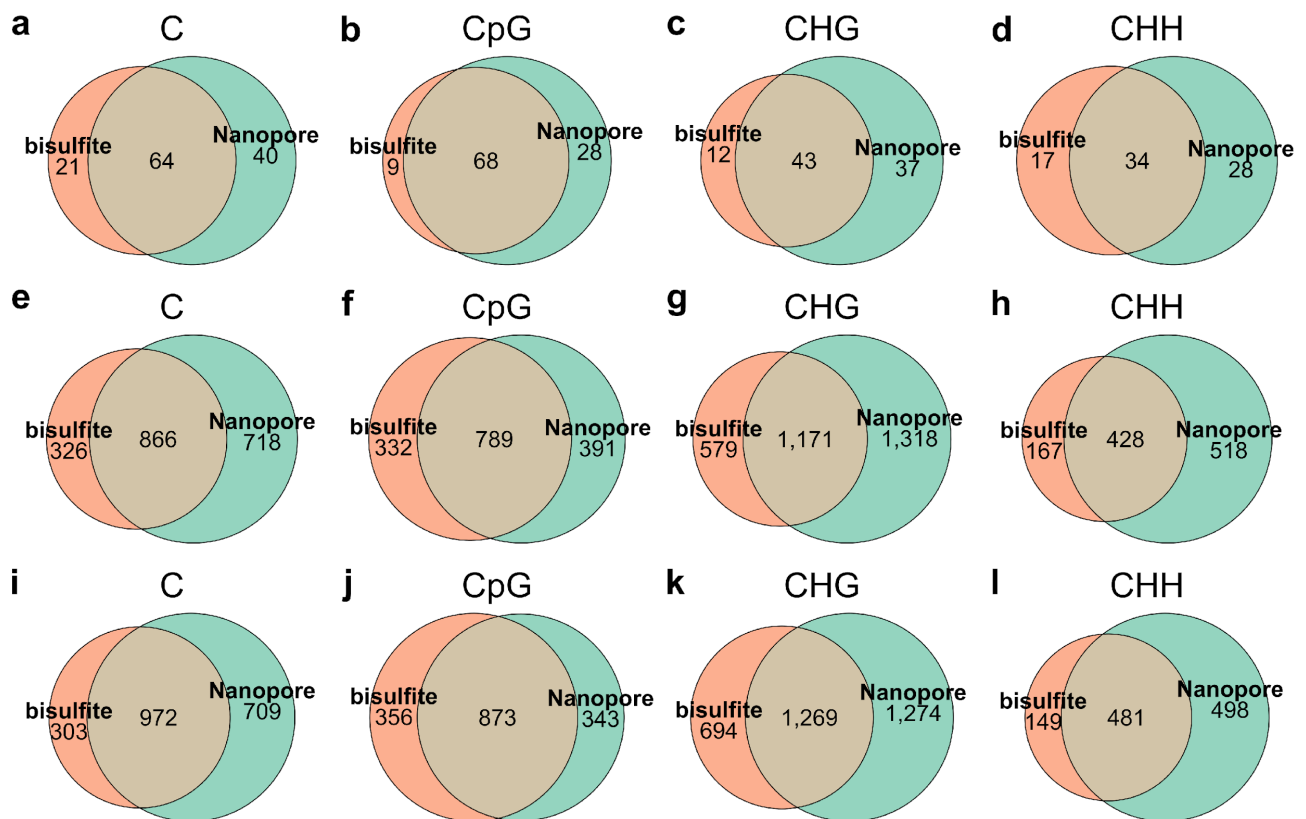 a C
bisulfite
21
64
Nanopore
40
b CpG
bisulfite
9
68
Nanopore
28
c CHG
bisulfite
12
43
Nanopore
37
d CHH
bisulfite
17
34
Nanopore
28
e C
bisulfite
326
866
Nanopore
718
f CpG
bisulfite
332
789
Nanopore
391
g CHG
bisulfite
579
1,171
Nanopore
1,318
h CHH
bisulfite
167
428
Nanopore
518
i C
bisulfite
303
972
Nanopore
709
j CpG
bisulfite
356
873
Nanopore
343
k CHG
bisulfite
694
1,269
Nanopore
1,274
l CHH
bisulfite
149
481
Nanopore
498